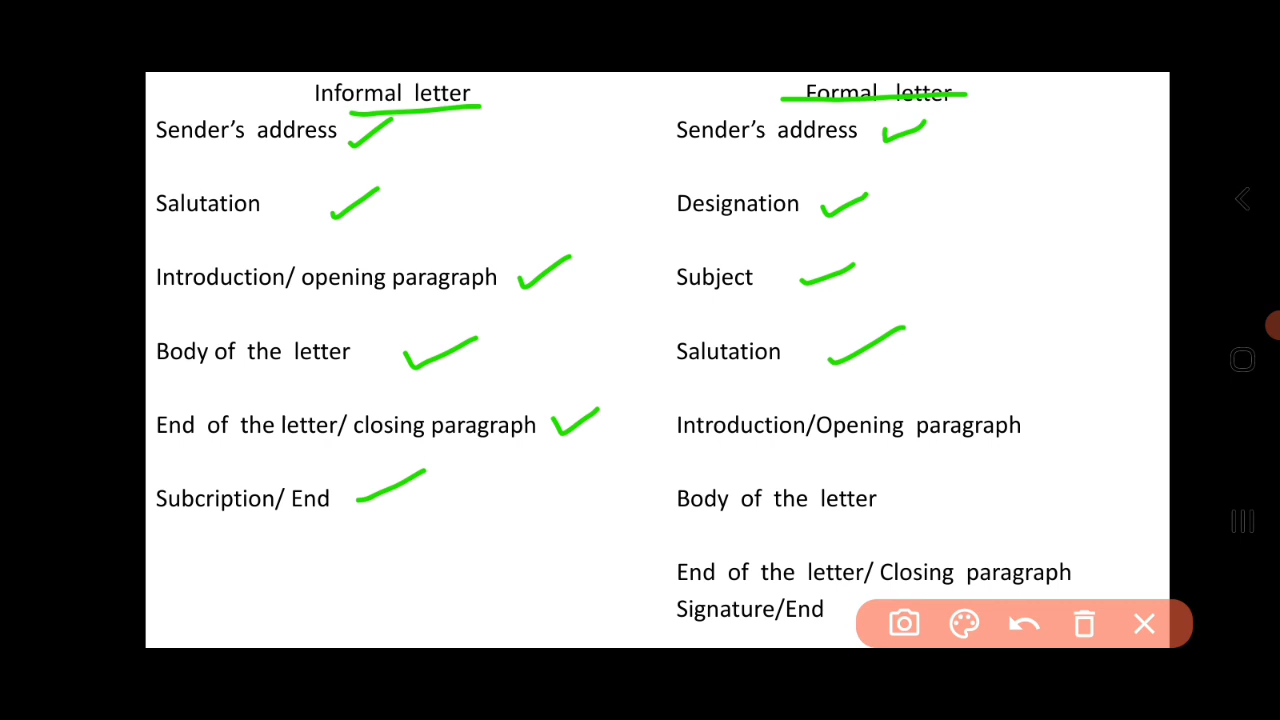 Informal letter
Sender’s address
Salutation
Introduction/ opening paragraph
Body of the letter
End of the letter/ closing paragraph
Subcription/ End
Formal letter
Sender’s address
Designation
Subject
Salutation
Introduction/Opening paragraph
Body of the letter
End of the letter/ Closing paragraph
Signature/End